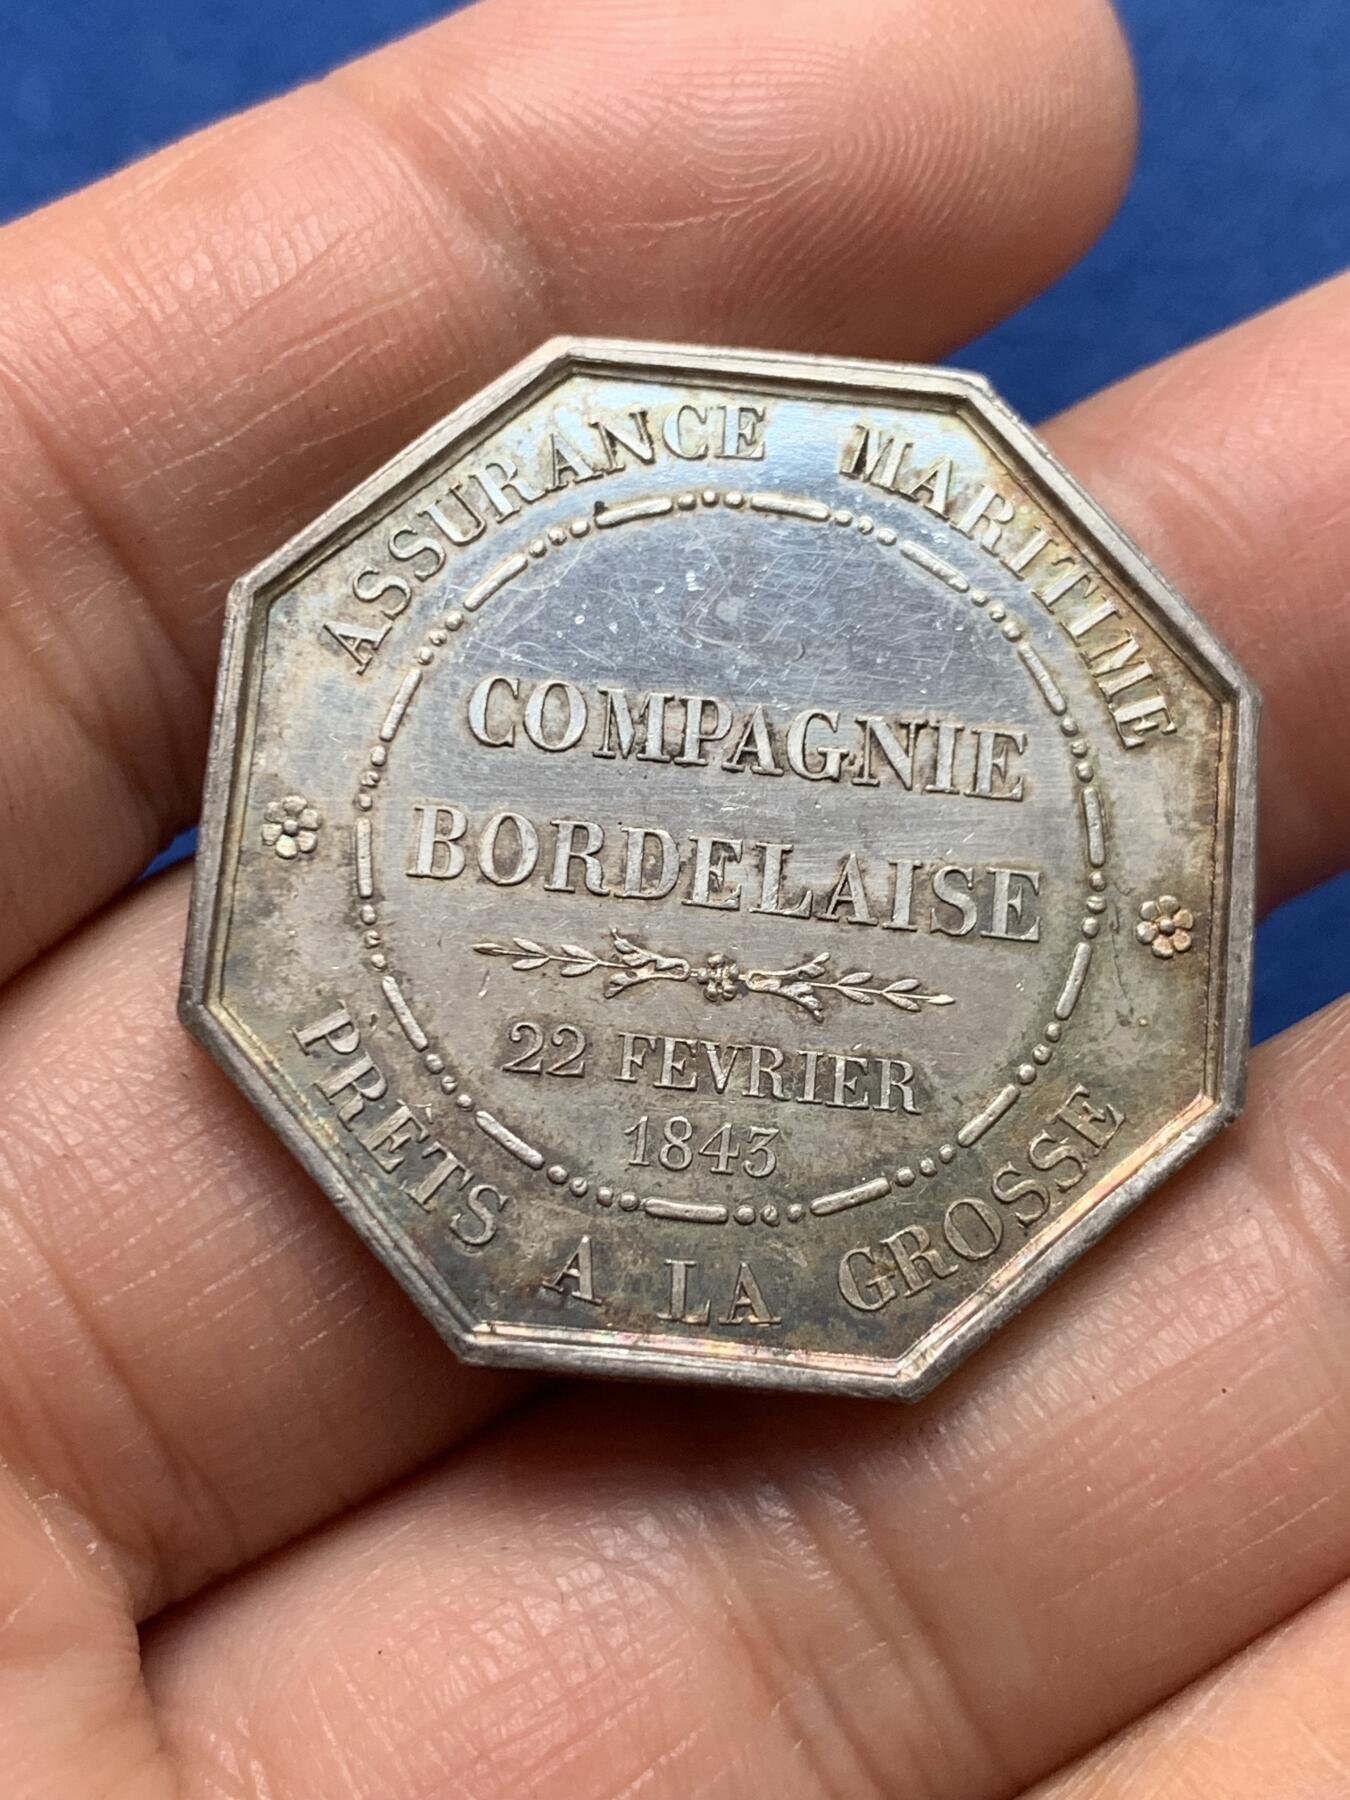 ASSURANCE MARITIME
COMPAGNIE
BORDELAISE
22 FEVRIER
1843
PRÊTS A LA GROSSE